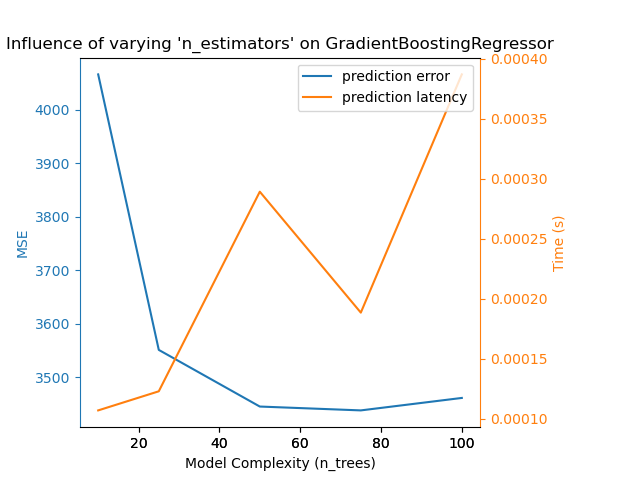 Influence of varying 'n_estimators' on GradientBoostingRegressor
prediction error
prediction latency
MSE
4000
3900
3800
3700
3600
3500
0.00040
0.00035
0.00030
0.00025
0.00020
0.00015
0.00010
Time (s)
20 40 60 80 100
Model Complexity (n_trees)